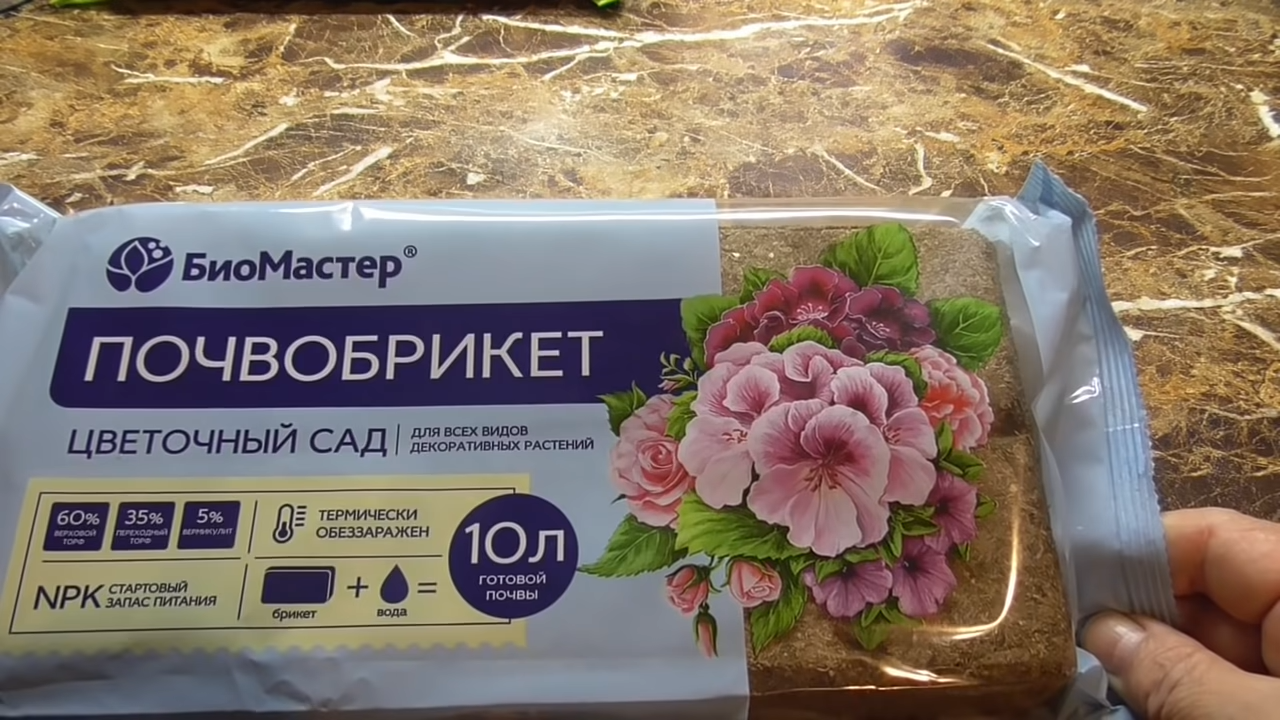 БиоМастер®
ПОЧВОБРИКЕТ
ЦВЕТОЧНЫЙ САД
ДЛЯ ВСЕХ ВИДОВ
ДЕКОРАТИВНЫХ РАСТЕНИЙ
60%
ВЕРХОВОЙ
ТОРФ
35%
ПЕРЕХОДНЫЙ
ТОРФ
5%
ВЕРМИКУЛИТ
ТЕРМИЧЕСКИ
ОБЕЗЗАРАЖЕН
NPK СТАРТОВЫЙ
ЗАПАС ПИТАНИЯ
+ =
брикет
вода
10л
ГОТОВОЙ
ПОЧВЫ